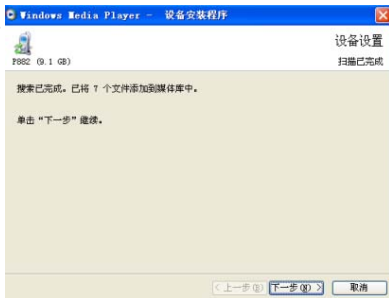 Windows Media Player - 设备安装程序
设备设置
P882 (9.1 GB)
扫描已完成
搜索已完成。已将 7 个文件添加到媒体库中。
单击“下一步”继续。
< 上一步(B) 下一步(N) > 取消